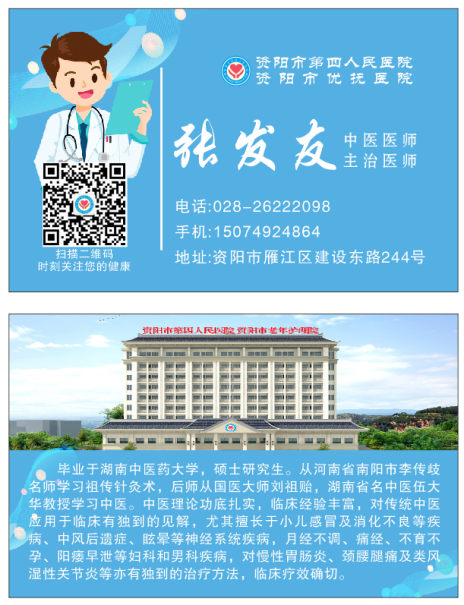 资阳市第四人民医院
资阳市优抚医院
张发友
中医医师
主治医师
电话:028-26222098
手机:15074924864
地址:资阳市雁江区建设东路244号
扫描二维码
时刻关注您的健康
资阳市第四人民医院 资阳市老年护理院
毕业于湖南中医药大学，硕士研究生。从河南省南阳市李传歧
名师学习祖传针灸术，后师从国医大师刘祖贻，湖南省名中医伍大
华教授学习中医。中医理论功底扎实，临床经验丰富，对传统中医
应用于临床有独到的见解，尤其擅长于小儿感冒及消化不良等疾
病、中风后遗症、眩晕等神经系统疾病，月经不调、痛经、不育不
孕、阳痿早泄等妇科和男科疾病，对慢性胃肠炎、颈腰腿痛及类风
湿性关节炎等亦有独到的治疗方法，临床疗效确切。